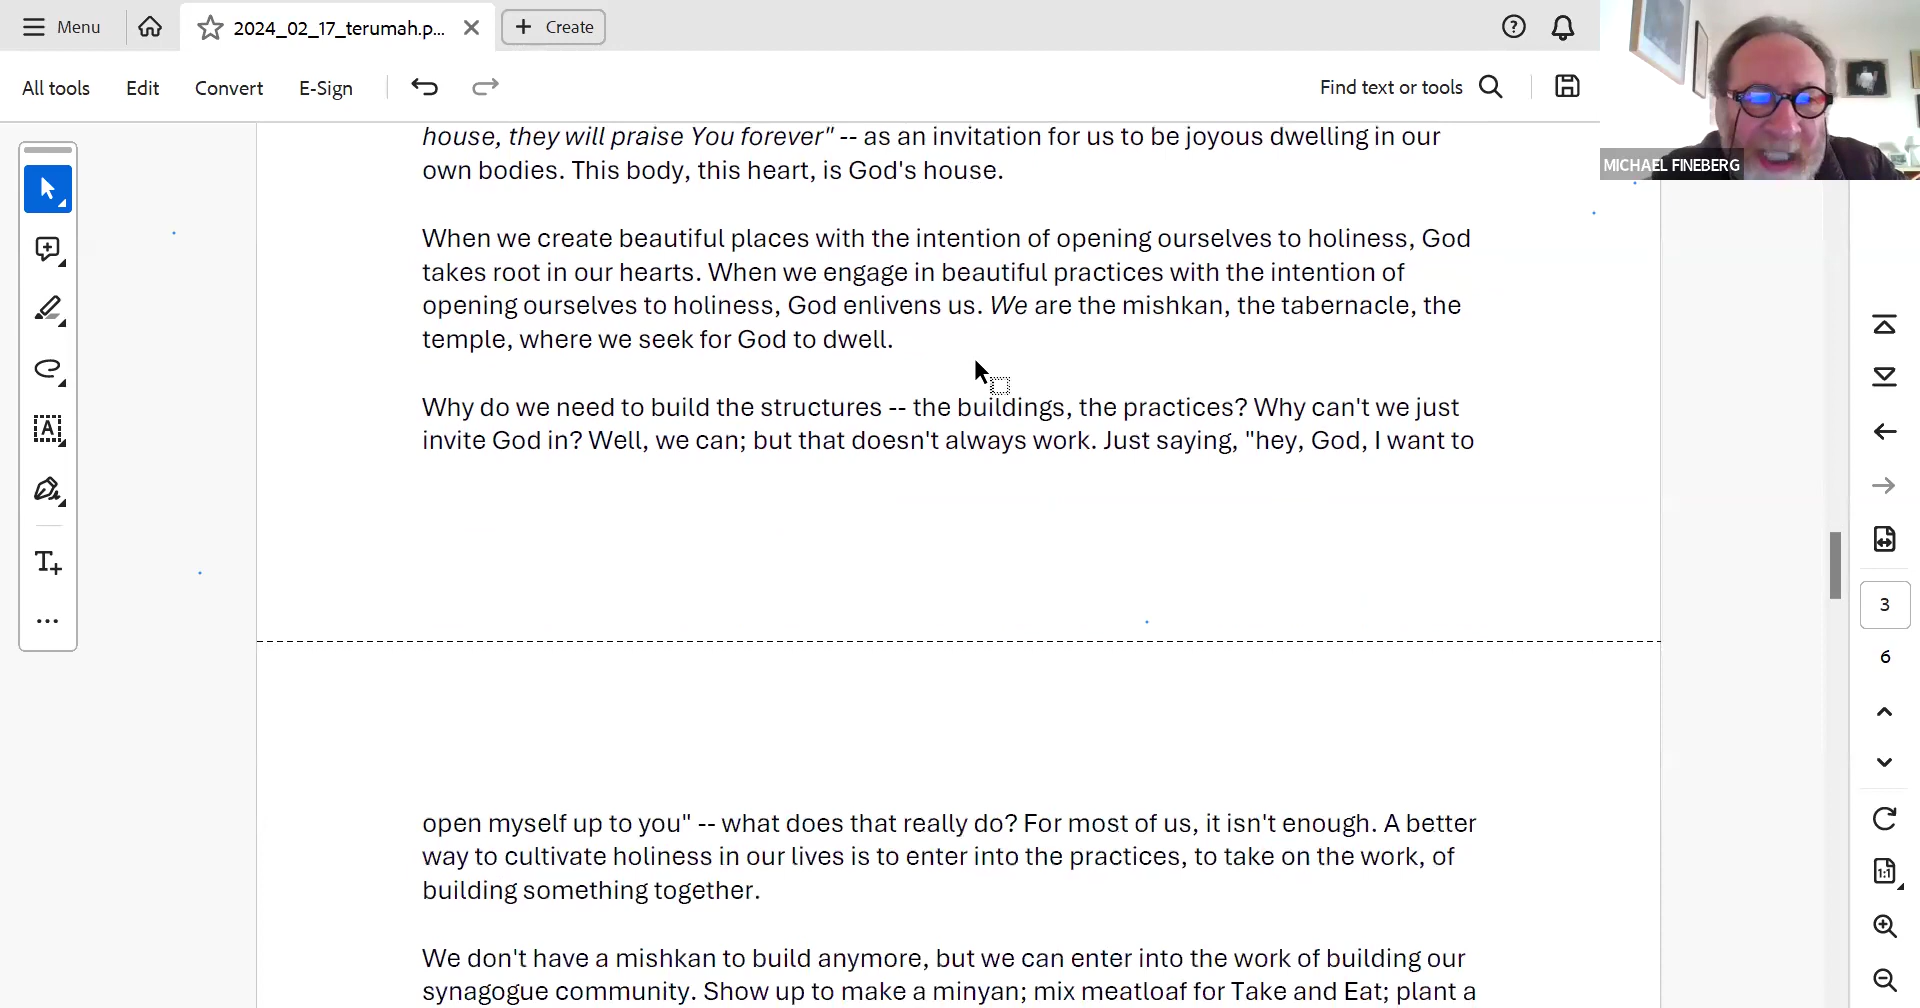 Menu
2024_02_17_terumah.p...
Create
All tools
Edit
Convert
E-Sign
Find text or tools
MICHAEL FINEBERG
house, they will praise You forever" -- as an invitation for us to be joyous dwelling in our
own bodies. This body, this heart, is God's house.
When we create beautiful places with the intention of opening ourselves to holiness, God
takes root in our hearts. When we engage in beautiful practices with the intention of
opening ourselves to holiness, God enlivens us. We are the mishkan, the tabernacle, the
temple, where we seek for God to dwell.
Why do we need to build the structures -- the buildings, the practices? Why can't we just
invite God in? Well, we can; but that doesn't always work. Just saying, "hey, God, I want to
open myself up to you" -- what does that really do? For most of us, it isn't enough. A better
way to cultivate holiness in our lives is to enter into the practices, to take on the work, of
building something together.
We don't have a mishkan to build anymore, but we can enter into the work of building our
synagogue community. Show up to make a minyan; mix meatloaf for Take and Eat; plant a
3
6
1:1